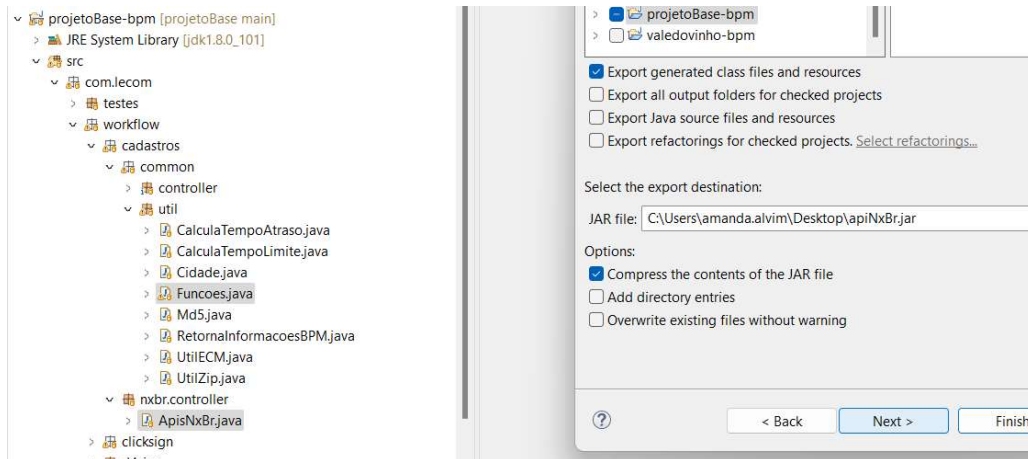 projetoBase-bpm [projetoBase main]
JRE System Library [jdk1.8.0_101]
src
com.lecom
testes
workflow
cadastros
common
controller
util
CalculaTempoAtraso.java
CalculaTempoLimite.java
Cidade.java
Funcoes.java
Md5.java
RetornaInformacoesBPM.java
UtilECM.java
UtilZip.java
nxbr.controller
ApisNxBr.java
clicksign
projetoBase-bpm
valedovinho-bpm
Export generated class files and resources
Export all output folders for checked projects
Export Java source files and resources
Export refactorings for checked projects. Select refactorings...
Select the export destination:
JAR file: C:\Users\amanda.alvim\Desktop\apiNxBr.jar
Options:
Compress the contents of the JAR file
Add directory entries
Overwrite existing files without warning
? < Back Next > Finish